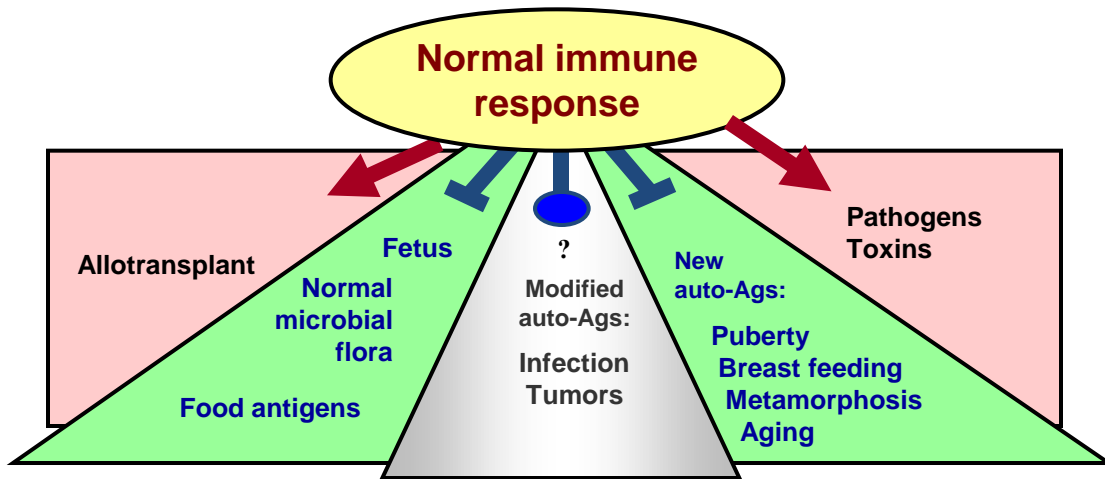 Normal immune
response
Allotransplant
Fetus
Normal
microbial
flora
Food antigens
?
Modified
auto-Ags:
Infection
Tumors
New
auto-Ags:
Puberty
Breast feeding
Metamorphosis
Aging
Pathogens
Toxins